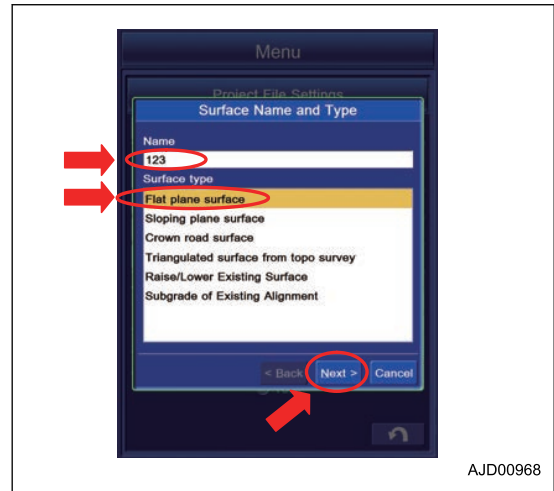 Menu
Project File Settings
Surface Name and Type
Name
123
Surface type
Flat plane surface
Sloping plane surface
Crown road surface
Triangulated surface from topo survey
Raise/Lower Existing Surface
Subgrade of Existing Alignment
< Back Next > Cancel
AJD00968